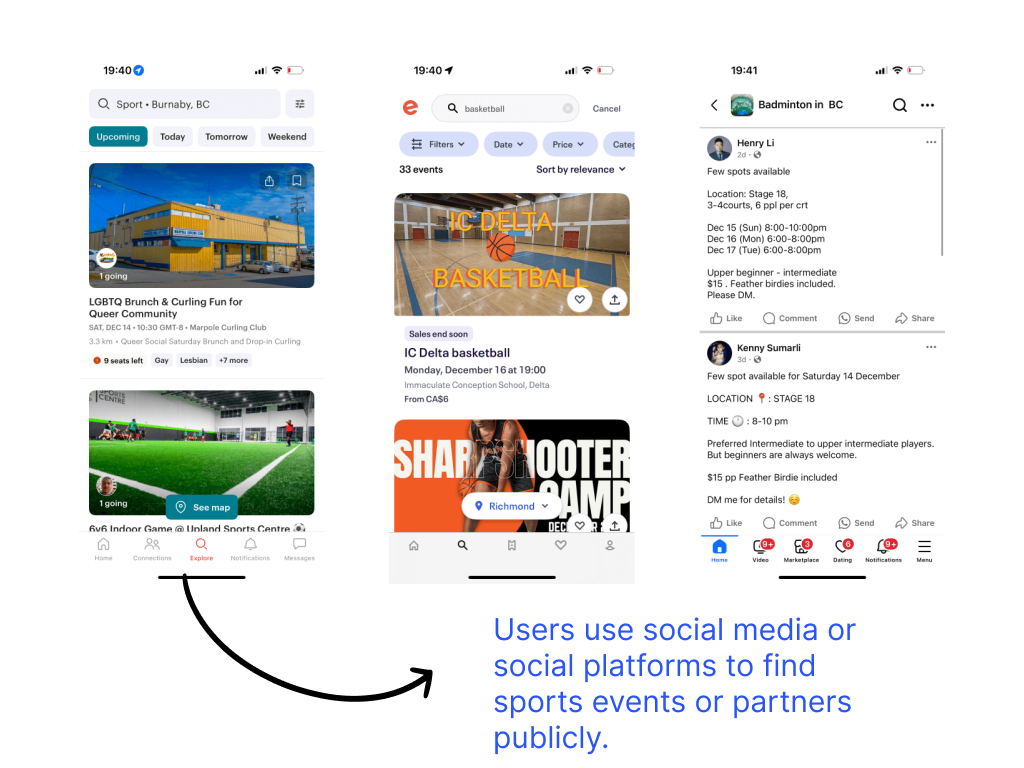 19:40
Sport • Burnaby, BC
Upcoming
Today
Tomorrow
Weekend
1 going
LGBTQ Brunch & Curling Fun for
Queer Community
SAT, DEC 14 • 10:30 GMT-8 • Marpole Curling Club
3.3 km • Queer Social Saturday Brunch and Drop-in Curling
9 seats left
Gay
Lesbian
+7 more
SPORTS
CENTRE
1 going
See map
6v6 Indoor Game @ Upland Sports Centre ⚽
Home
Connections
Explore
Notifications
Messages
19:40
e
basketball
Cancel
Filters
Date
Price
33 events
Sort by relevance
IC DELTA
BASKETBALL
Sales end soon
IC Delta basketball
Monday, December 16 at 19:00
Immaculate Conception School, Delta
From CA$6
SHARPSHOOTER
CAMP
Richmond
19:41
Badminton in BC
Henry Li
2d
Few spots available
Location: Stage 18,
3-4courts, 6 ppl per crt
Dec 15 (Sun) 8:00-10:00pm
Dec 16 (Mon) 6:00-8:00pm
Dec 17 (Tue) 6:00-8:00pm
Upper beginner - intermediate
$15 . Feather birdies included.
Please DM.
Like
Comment
Send
Share
Kenny Sumarli
3d
Few spot available for Saturday 14 December
LOCATION 📍: STAGE 18
TIME 🕐 : 8-10 pm
Preferred Intermediate to upper intermediate players.
But beginners are always welcome.
$15 pp Feather Birdie included
DM me for details! 😊
Like
Comment
Send
Share
9+
3
6
9+
Home
Video
Marketplace
Dating
Notifications
Menu
Users use social media or
social platforms to find
sports events or partners
publicly.